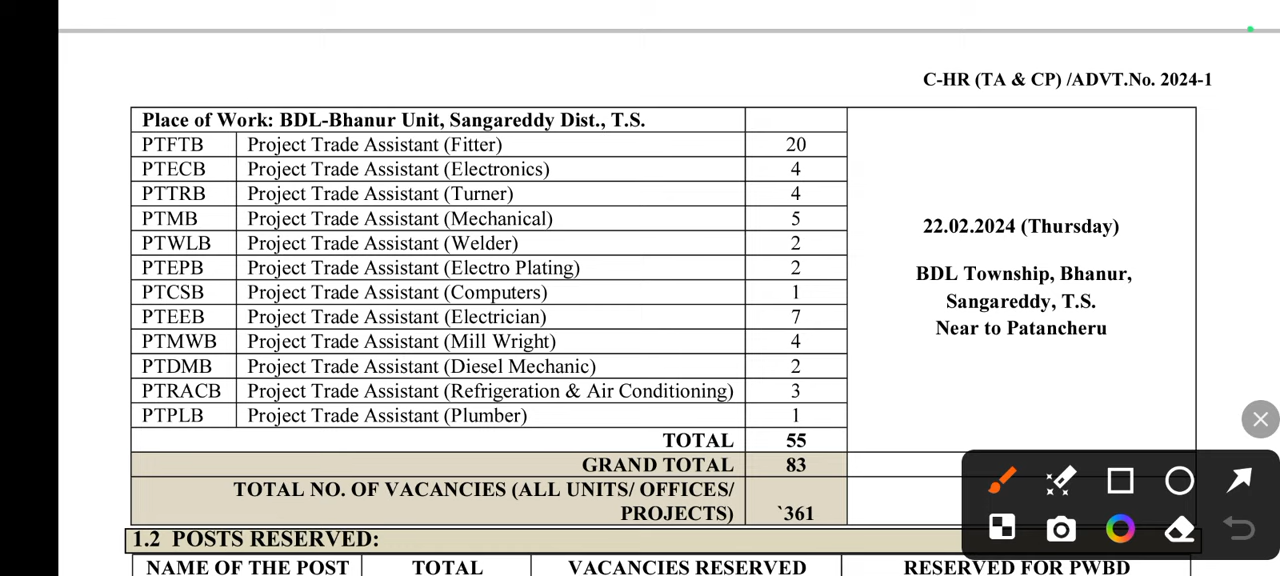 C-HR (TA & CP) /ADVT.No. 2024-1
Place of Work: BDL-Bhanur Unit, Sangareddy Dist., T.S.
PTFTB Project Trade Assistant (Fitter) 20
PTECB Project Trade Assistant (Electronics) 4
PTTRB Project Trade Assistant (Turner) 4
PTMB Project Trade Assistant (Mechanical) 5
PTWLB Project Trade Assistant (Welder) 2
PTEPB Project Trade Assistant (Electro Plating) 2
PTCSB Project Trade Assistant (Computers) 1
PTEEB Project Trade Assistant (Electrician) 7
PTMWB Project Trade Assistant (Mill Wright) 4
PTDMB Project Trade Assistant (Diesel Mechanic) 2
PTRACB Project Trade Assistant (Refrigeration & Air Conditioning) 3
PTPLB Project Trade Assistant (Plumber) 1
TOTAL 55
GRAND TOTAL 83
TOTAL NO. OF VACANCIES (ALL UNITS/ OFFICES/
PROJECTS) `361
22.02.2024 (Thursday)
BDL Township, Bhanur,
Sangareddy, T.S.
Near to Patancheru
1.2 POSTS RESERVED:
NAME OF THE POST TOTAL VACANCIES RESERVED RESERVED FOR PWBD